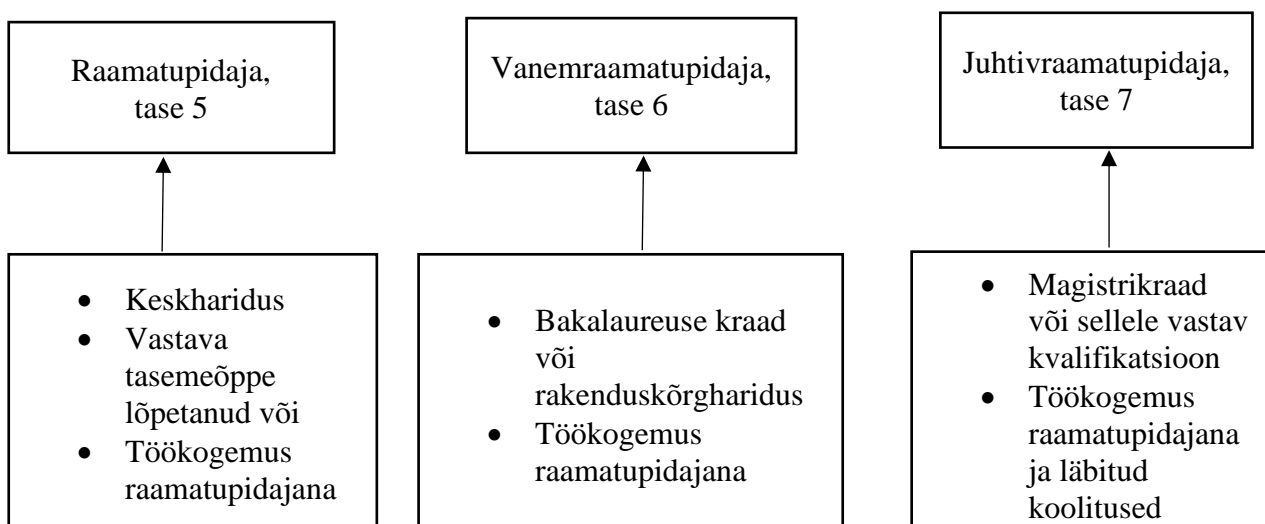 Raamatupidaja,
tase 5
Vanemraamatupidaja,
tase 6
Juhtivraamatupidaja,
tase 7
• Keskharidus
• Vastava
tasemeõppe
lõpetanud või
• Töökogemus
raamatupidajana
• Bakalaureuse kraad
või
rakenduskõrgharidus
• Töökogemus
raamatupidajana
• Magistrikraad
või sellele vastav
kvalifikatsioon
• Töökogemus
raamatupidajana
ja läbitud
koolitused